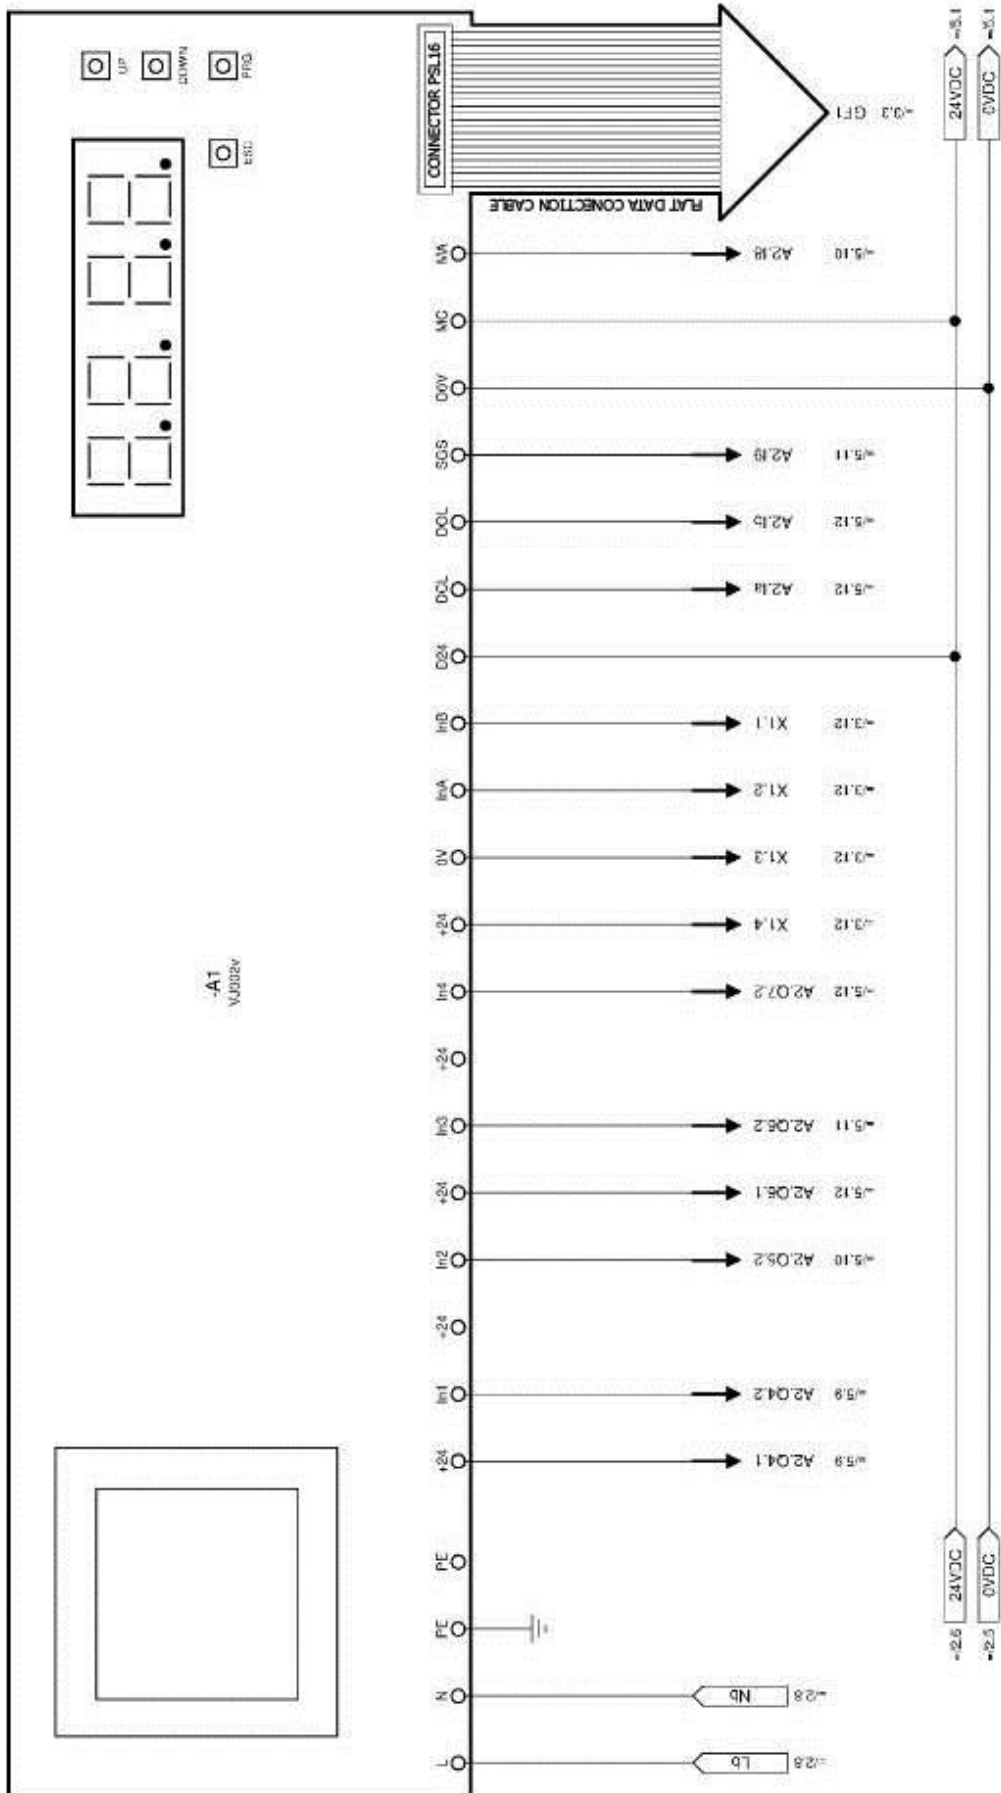 UP
DOWN
PRG
ESC
CONNECTOR PSL16
FLAT DATA CONECTION CABLE
GF1 =/3.3
24VDC =/5.1
0VDC =/5.1
MA A2.18 =/5.10
MC
D0V
SGS A2.19 =/5.11
DOL A2.1b =/5.12
DCL A2.1a =/5.12
D24
InB X1.1 =/3.12
InA X1.2 =/3.12
0V X1.3 =/3.12
+24 X1.4 =/3.12
-A1
VJ002v
In4 A2.Q7.2 =/5.12
+24
In3 A2.Q6.2 =/5.11
+24 A2.Q6.1 =/5.12
In2 A2.Q5.2 =/5.10
+24
In1 A2.Q4.2 =/5.9
+24 A2.Q4.1 =/5.9
PE
PE
N Nb =/2.8
L Lb =/2.8
=/2.6 24VDC
=/2.5 0VDC